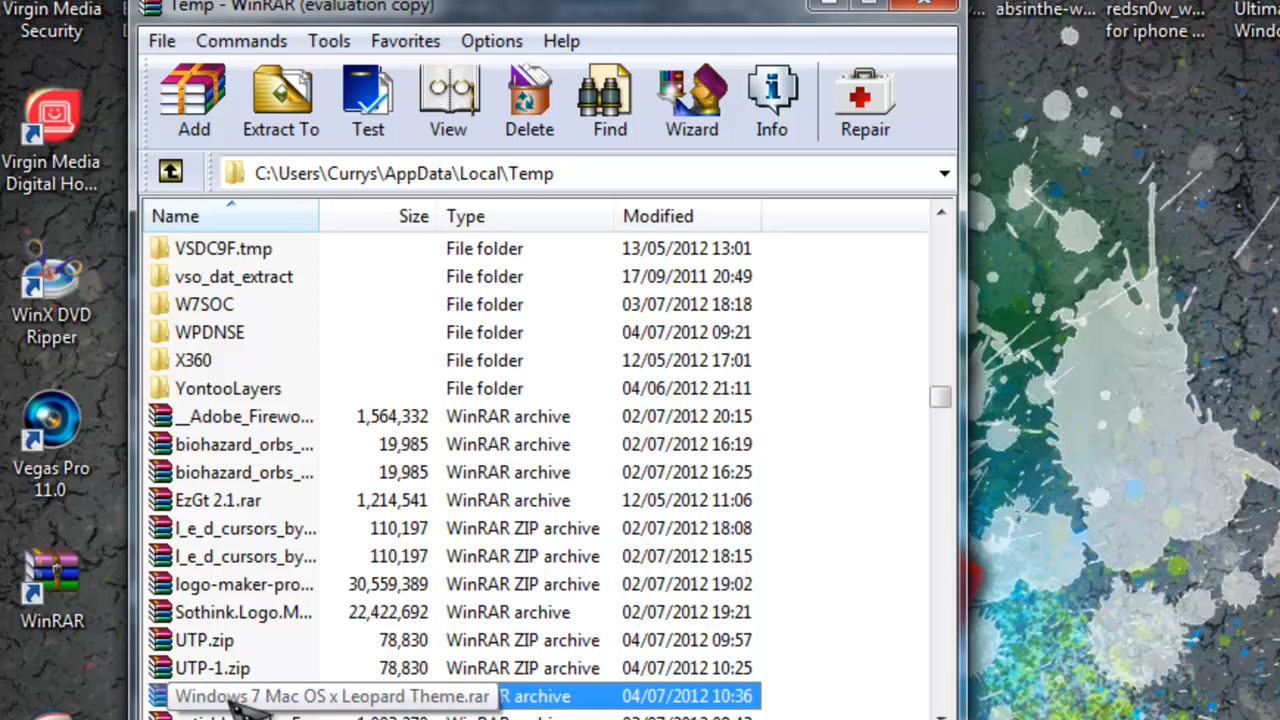 Virgin Media
Security
Temp - WinRAR (evaluation copy)
absinthe-w...
redsn0w_w...
for iphone ...
File Commands Tools Favorites Options Help
Add Extract To Test View Delete Find Wizard Info Repair
Virgin Media
Digital Ho...
C:\Users\Currys\AppData\Local\Temp
Name Size Type Modified
VSDC9F.tmp File folder 13/05/2012 13:01
vso_dat_extract File folder 17/09/2011 20:49
W7SOC File folder 03/07/2012 18:18
WPDNSE File folder 04/07/2012 09:21
X360 File folder 12/05/2012 17:01
YontooLayers File folder 04/06/2012 21:11
__Adobe_Firewo... 1,564,332 WinRAR archive 02/07/2012 20:15
biohazard_orbs_... 19,985 WinRAR archive 02/07/2012 16:19
biohazard_orbs_... 19,985 WinRAR archive 02/07/2012 16:25
EzGt 2.1.rar 1,214,541 WinRAR archive 12/05/2012 11:06
l_e_d_cursors_by... 110,197 WinRAR ZIP archive 02/07/2012 18:08
l_e_d_cursors_by... 110,197 WinRAR ZIP archive 02/07/2012 18:15
logo-maker-pro... 30,559,389 WinRAR archive 02/07/2012 19:02
Sothink.Logo.M... 22,422,692 WinRAR archive 02/07/2012 19:21
UTP.zip 78,830 WinRAR ZIP archive 04/07/2012 09:57
UTP-1.zip 78,830 WinRAR ZIP archive 04/07/2012 10:25
Windows 7 Mac OS x Leopard Theme.rar R archive 04/07/2012 10:36
WinX DVD
Ripper
Vegas Pro
11.0
WinRAR